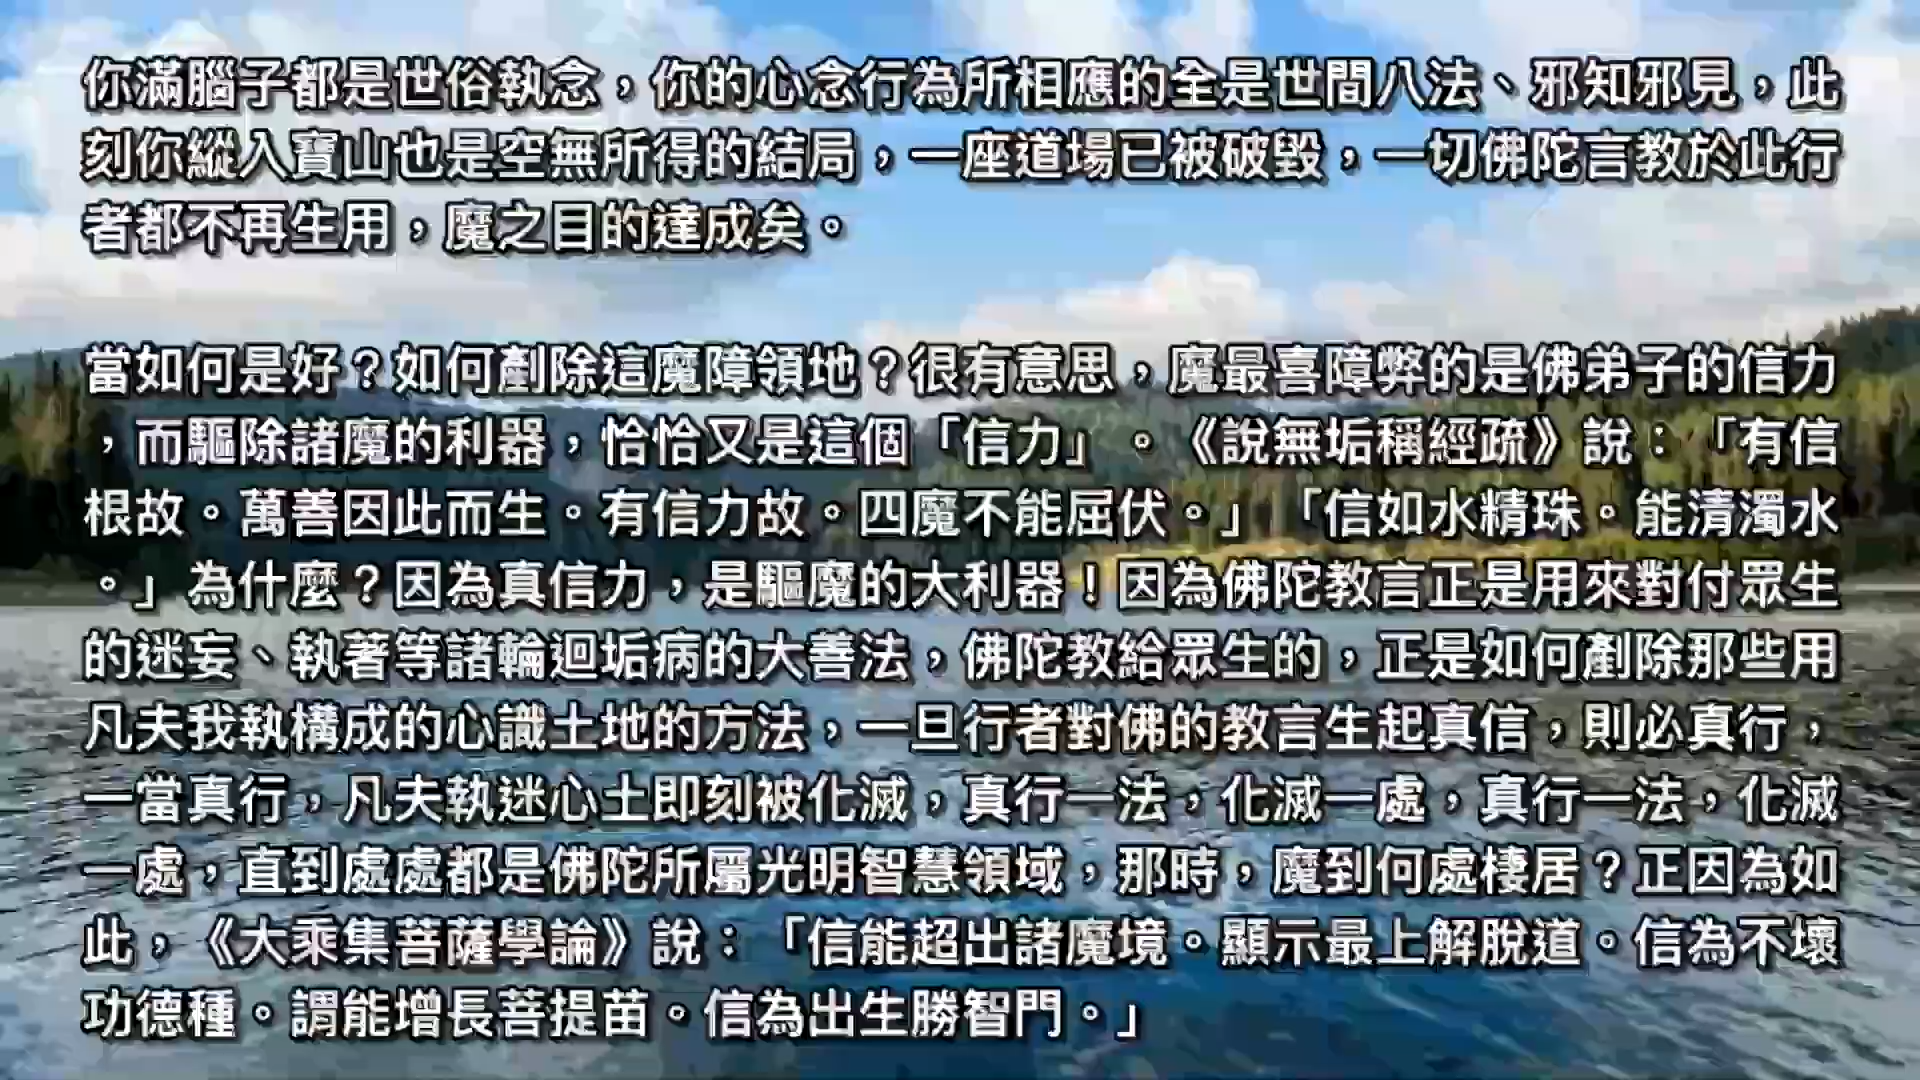 你滿腦子都是世俗執念，你的心念行為所相應的全是世間八法、邪知邪見，此
刻你縱入寶山也是空無所得的結局，一座道場已被破毀，一切佛陀言教於此行
者都不再生用，魔之目的達成矣。
當如何是好？如何剷除這魔障領地？很有意思，魔最喜障弊的是佛弟子的信力
，而驅除諸魔的利器，恰恰又是這個「信力」。《說無垢稱經疏》說：「有信
根故。萬善因此而生。有信力故。四魔不能屈伏。」「信如水精珠。能清濁水
。」為什麼？因為真信力，是驅魔的大利器！因為佛陀教言正是用來對付眾生
的迷妄、執著等諸輪迴垢病的大善法，佛陀教給眾生的，正是如何剷除那些用
凡夫我執構成的心識土地的方法，一旦行者對佛的教言生起真信，則必真行，
一當真行，凡夫執迷心土即刻被化滅，真行一法，化滅一處，真行一法，化滅
一處，直到處處都是佛陀所屬光明智慧領域，那時，魔到何處棲居？正因為如
此，《大乘集菩薩學論》說：「信能超出諸魔境。顯示最上解脫道。信為不壞
功德種。謂能增長菩提苗。信為出生勝智門。」